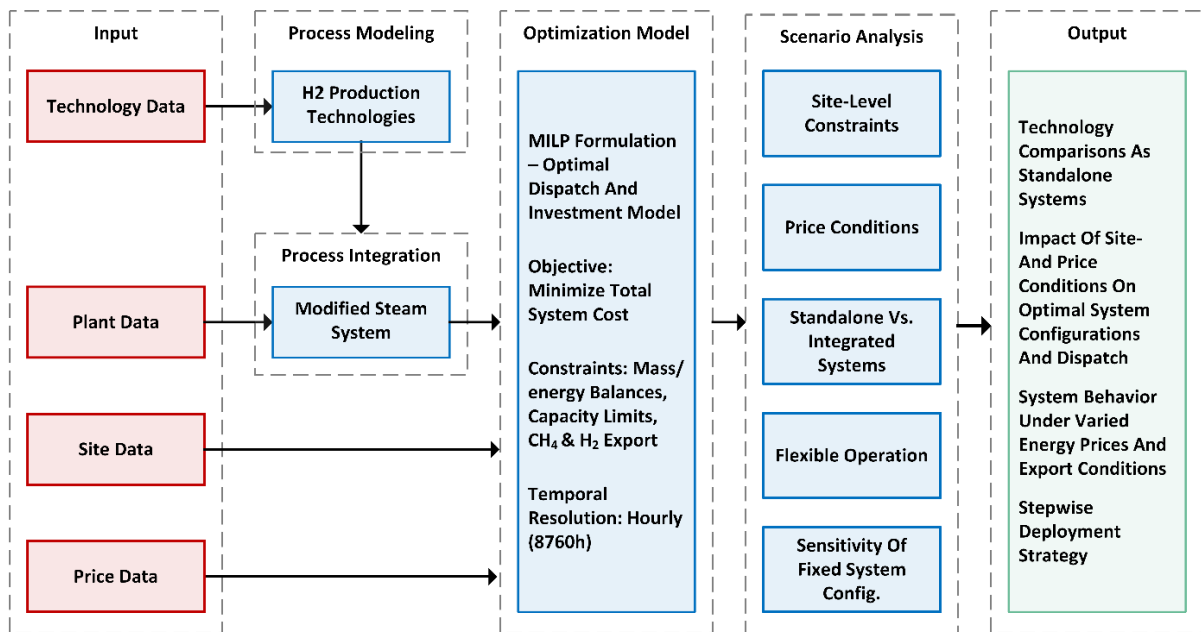 Input
Technology Data
Plant Data
Site Data
Price Data
Process Modeling
H2 Production
Technologies
Process Integration
Modified Steam
System
Optimization Model
MILP Formulation
– Optimal
Dispatch And
Investment Model
Objective:
Minimize Total
System Cost
Constraints: Mass/
energy Balances,
Capacity Limits,
CH₄ & H₂ Export
Temporal
Resolution: Hourly
(8760h)
Scenario Analysis
Site-Level
Constraints
Price Conditions
Standalone Vs.
Integrated
Systems
Flexible Operation
Sensitivity Of
Fixed System
Config.
Output
Technology
Comparisons As
Standalone
Systems
Impact Of Site-
And Price
Conditions On
Optimal System
Configurations
And Dispatch
System Behavior
Under Varied
Energy Prices And
Export Conditions
Stepwise
Deployment
Strategy